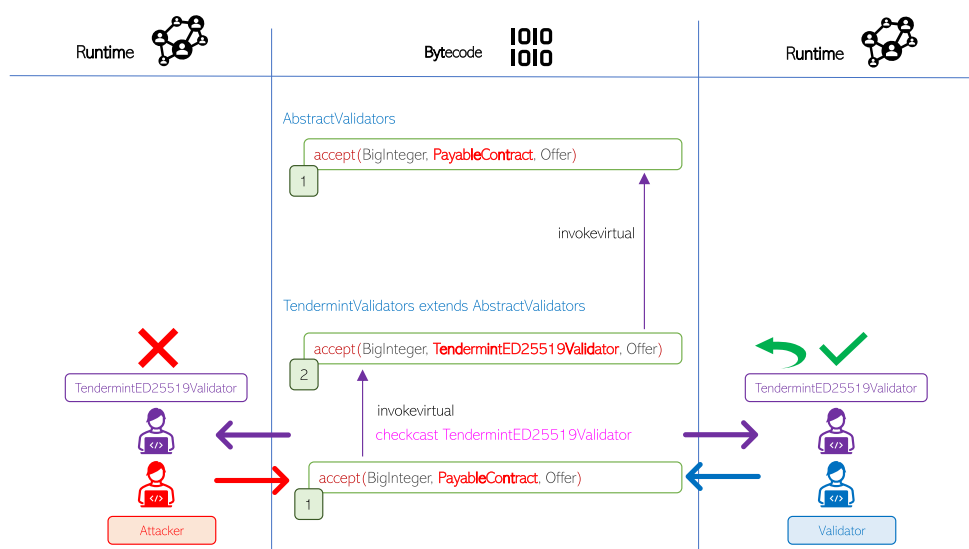 Runtime
Bytecode
1010
1010
Runtime
AbstractValidators
accept(BigInteger, PayableContract, Offer)
1
invokevirtual
TendermintValidators extends AbstractValidators
accept(BigInteger, TendermintED25519Validator, Offer)
2
TendermintED25519Validator
TendermintED25519Validator
invokevirtual
checkcast TendermintED25519Validator
accept(BigInteger, PayableContract, Offer)
1
Attacker
Validator